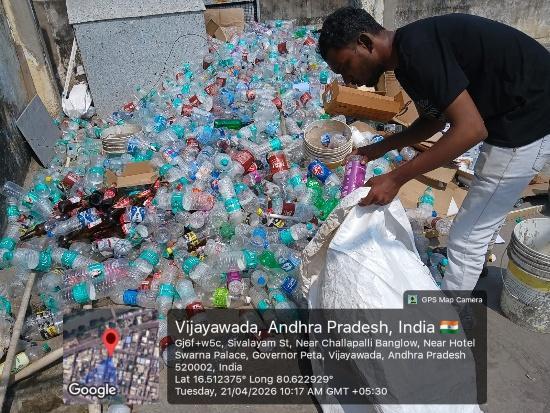 GPS Map Camera
Vijayawada, Andhra Pradesh, India 🇮🇳
Gj6f+w5c, Sivalayam St, Near Challapalli Banglow, Near Hotel
Swarna Palace, Governor Peta, Vijayawada, Andhra Pradesh
520002, India
Lat 16.512375° Long 80.622929°
Tuesday, 21/04/2026 10:17 AM GMT +05:30
Google